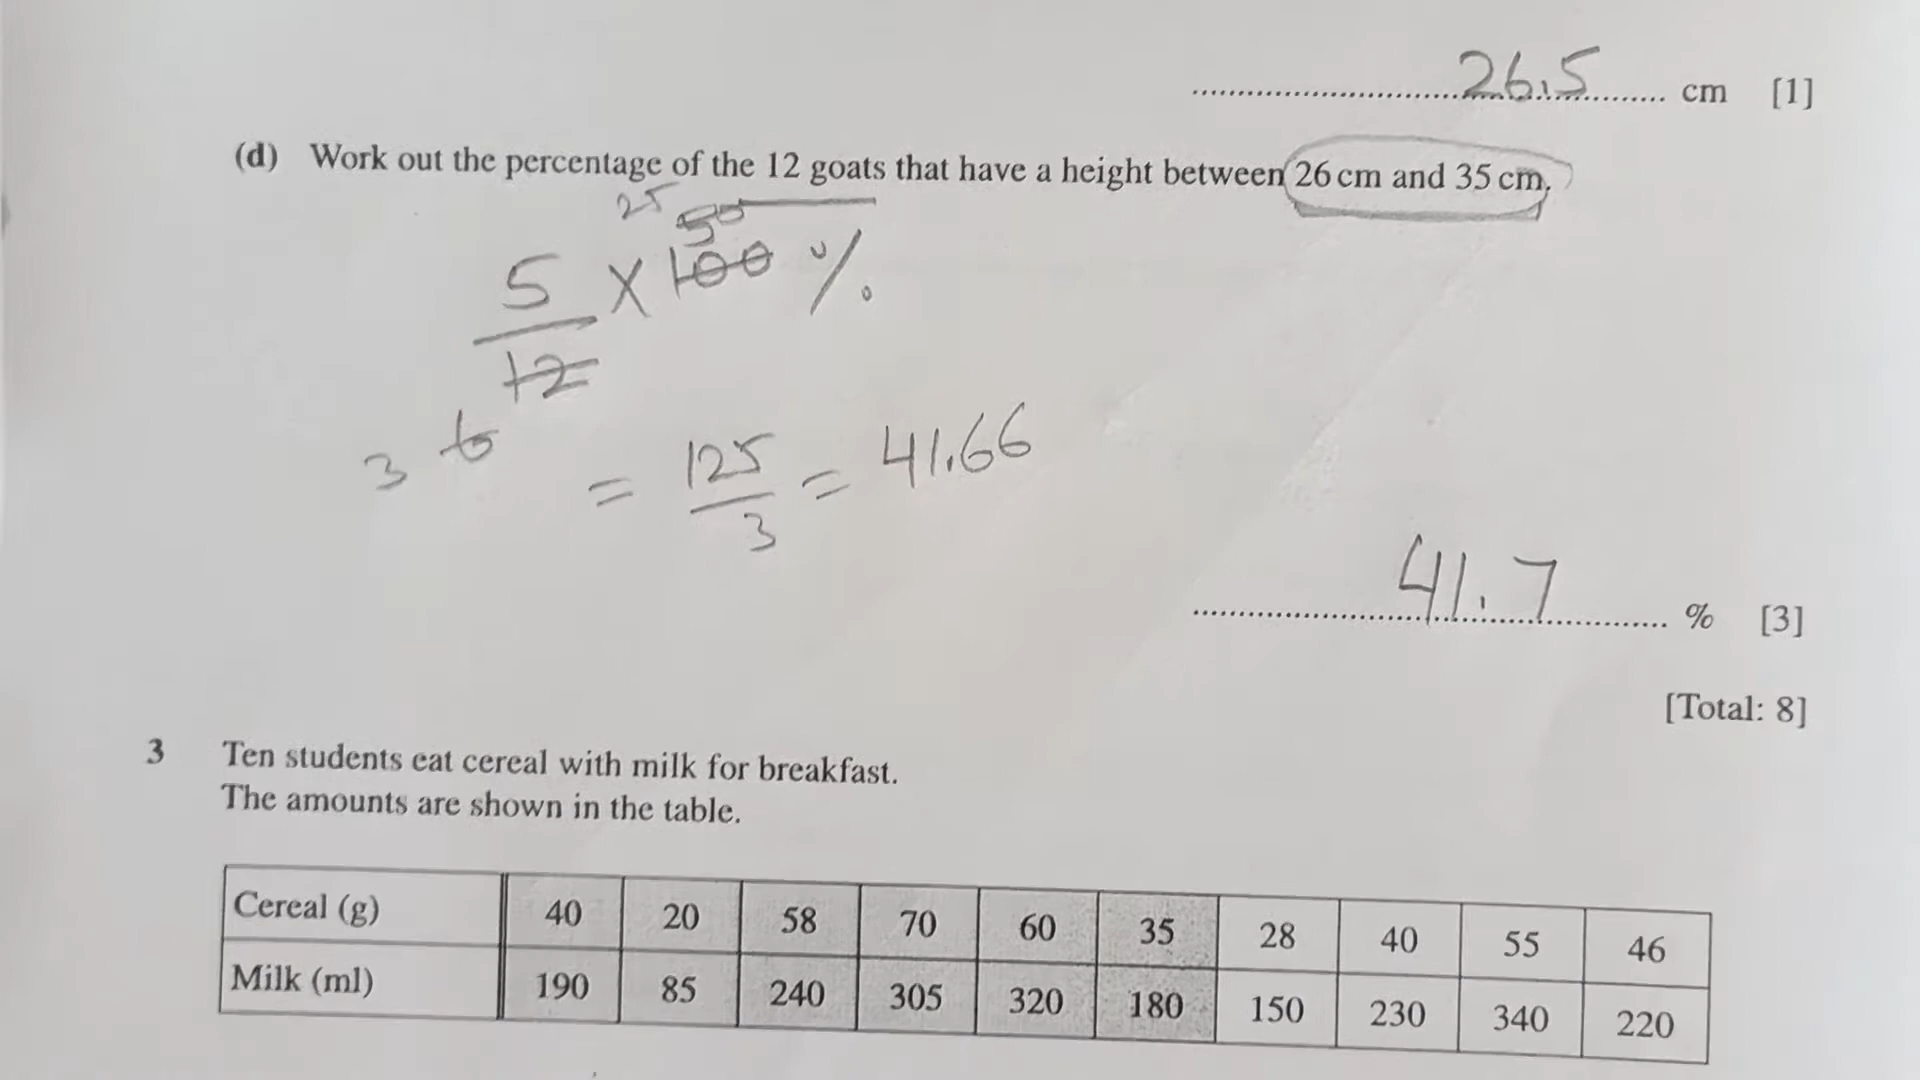 26.5 cm [1]
(d) Work out the percentage of the 12 goats that have a height between 26 cm and 35 cm.
25 50
5 × 100 %
12
3 6
= 125 = 41.66
3
41.7 % [3]
[Total: 8]
3 Ten students eat cereal with milk for breakfast.
The amounts are shown in the table.
Cereal (g) 40 20 58 70 60 35 28 40 55 46
Milk (ml) 190 85 240 305 320 180 150 230 340 220